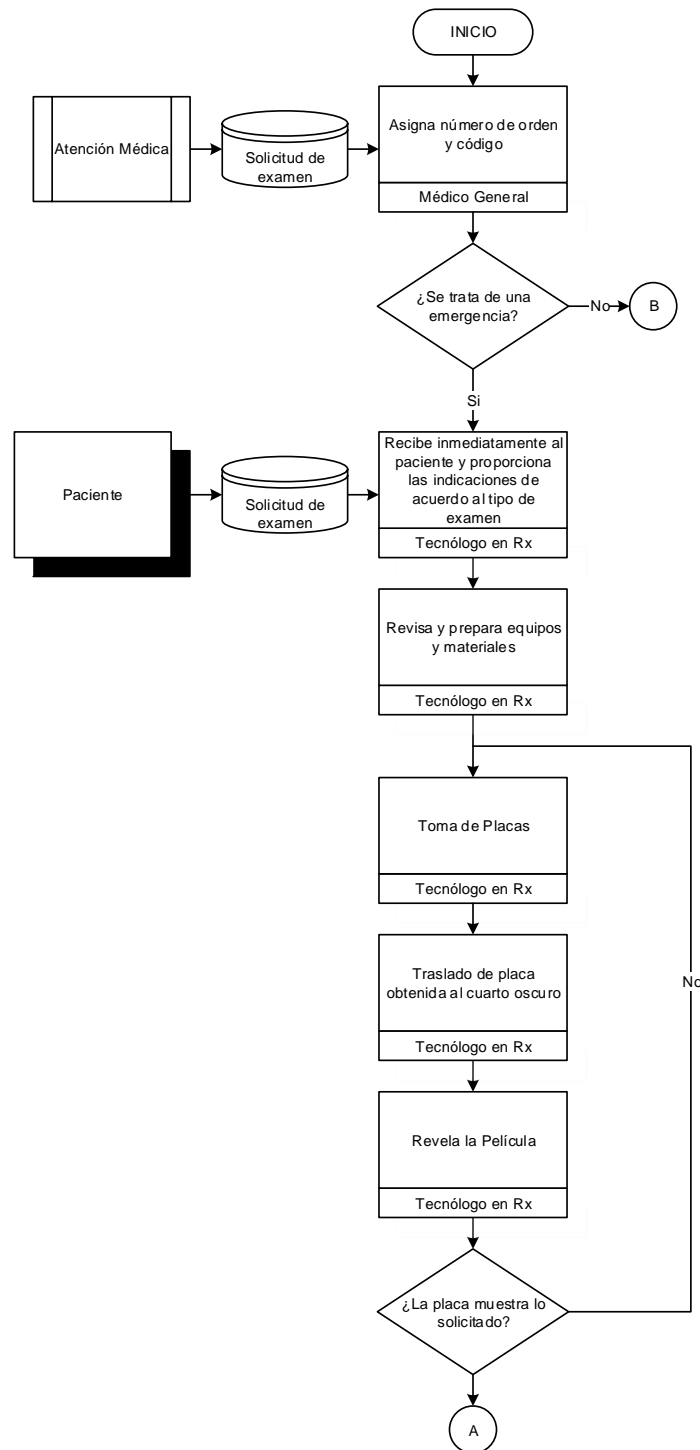 INICIO
Atención Médica
Solicitud de
examen
Asigna número de orden
y código
Médico General
¿Se trata de una
emergencia?
No
B
Si
Paciente
Solicitud de
examen
Recibe inmediatamente al
paciente y proporciona
las indicaciones de
acuerdo al tipo de
examen
Tecnólogo en Rx
Revisa y prepara equipos
y materiales
Tecnólogo en Rx
Toma de Placas
Tecnólogo en Rx
Traslado de placa
obtenida al cuarto oscuro
Tecnólogo en Rx
No
Revela la Película
Tecnólogo en Rx
¿La placa muestra lo
solicitado?
A